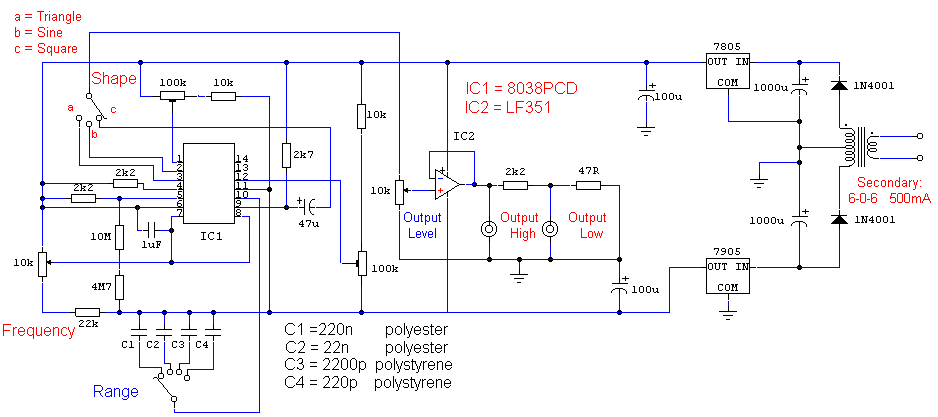 a = Triangle
b = Sine
c = Square
Shape
a
b
c
100k
10k
2k7
10k
IC1 = 8038PCD
IC2 = LF351
100u
7805
OUT IN
COM
1000u
1N4001
1
2
3
4
5
6
7
14
13
12
11
10
9
8
IC1
2k2
2k2
10M
1uF
47u
10k
4M7
22k
Frequency
100k
10k
Output
Level
IC2
2k2
47R
Output
High
Output
Low
100u
Secondary:
6-0-6 500mA
1000u
1N4001
7905
OUT IN
COM
C1
C2
C3
C4
Range
C1 =220n polyester
C2 = 22n polyester
C3 = 2200p polystyrene
C4 = 220p polystyrene